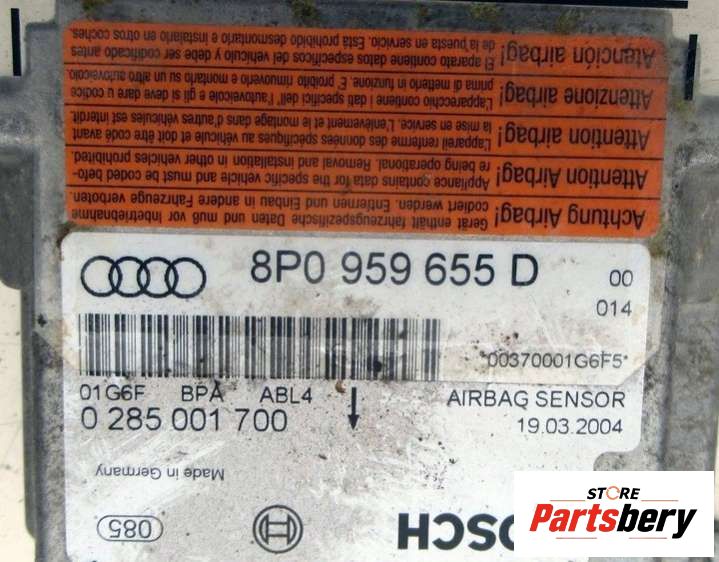 Achtung Airbag! Gerät enthält fahrzeugspezifische Daten und muß vor Inbetriebnahme
codiert werden. Entfernen und Einbau in andere Fahrzeuge verboten.
Attention Airbag! Appliance contains data for the specific vehicle and must be coded befo-
re being operational. Removal and installation in other vehicles prohibited.
Attention airbag! L'appareil renferme des données spécifiques au véhicule et doit être codé avant
la mise en service. L'enlèvement et le montage dans d'autres véhicules est interdit.
Attenzione airbag! L'apparecchio contiene i dati specifici dell'autoveicolo e gli si deve dare u codice
prima di metterlo in funzione. E' proibito rimuoverlo e montarlo su un altro autoveicolo.
Atención airbag! El aparato contiene datos específicos del vehículo y debe ser codificado antes
de la puesta en servicio. Está prohibido desmontarlo e instalarlo en otros coches.
8P0 959 655 D
00
014
*00370001G6F5*
01G6F BPA ABL4
AIRBAG SENSOR
0 285 001 700
19.03.2004
Made in Germany
085
OSCH
STORE
Partsbery